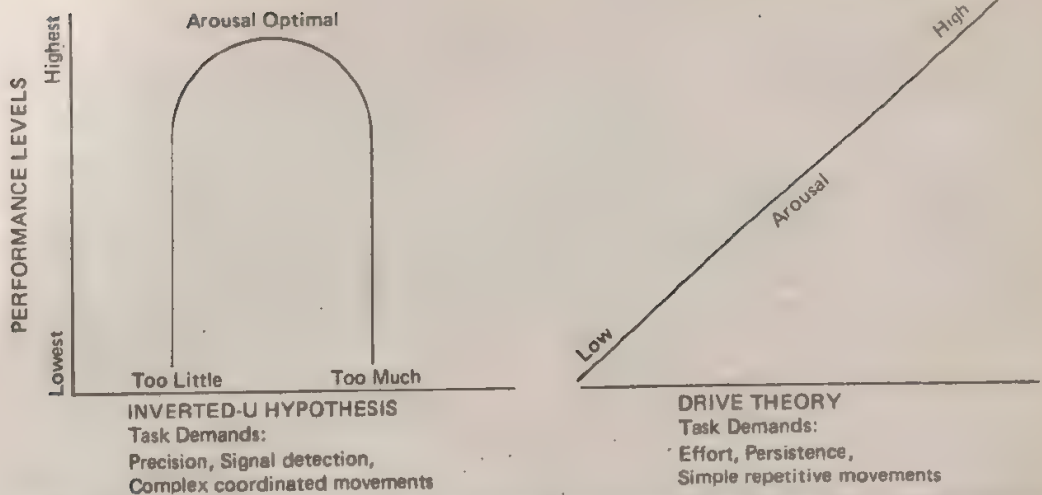 Arousal Optimal
PERFORMANCE LEVELS
Highest
Lowest
Too Little
Too Much
INVERTED-U HYPOTHESIS
Task Demands:
Precision, Signal detection,
Complex coordinated movements
High
Arousal
Low
DRIVE THEORY
Task Demands:
Effort, Persistence,
Simple repetitive movements